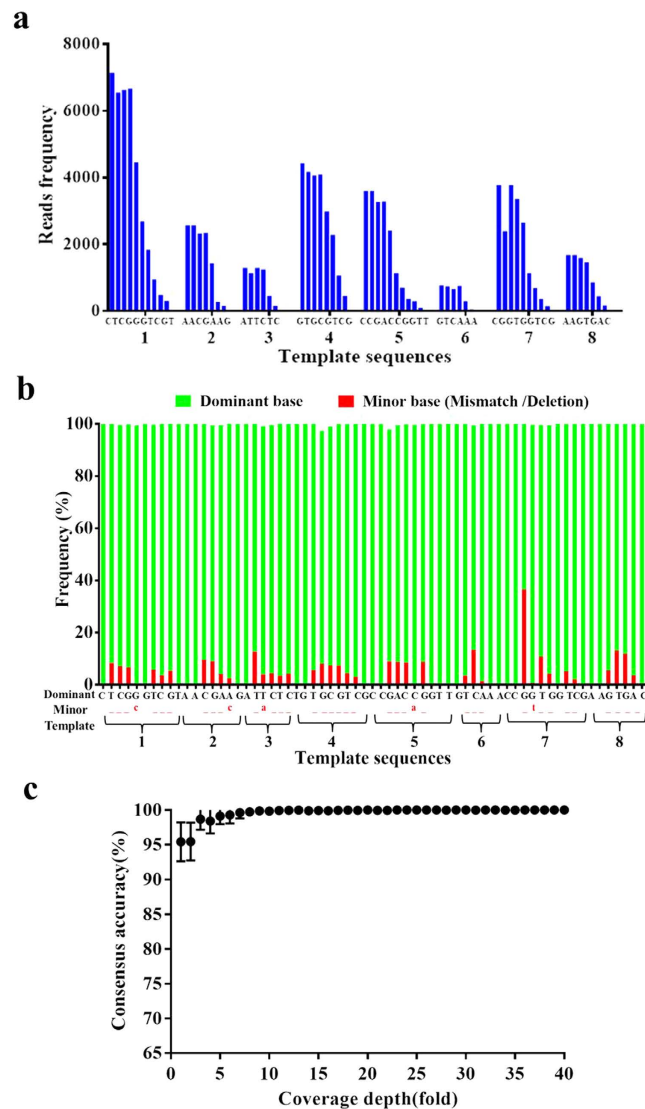 a
8000
6000
4000
2000
0
Reads frequency
CTCGGGTCGT AACGAAG ATTCTC GTGCGTCG CCGACCGGTT GTCAAA CGGTGGTCG AAGTGAC
1 2 3 4 5 6 7 8
Template sequences
b
Dominant base Minor base (Mismatch /Deletion)
100
80
60
40
20
0
Frequency (%)
Dominant C TCGG GTCGTA ACGAAGATTCTCTGTGCGTCGCCGACCGGTTGTCAAACCGGTGGTCGAAGTGAC
Minor _ _ _ c _ _ _ _ _ _ c _ a _ _ _ _ _ _ _ _ _ _ _ _ a _ _ _ _ _ t _ _ _ _ _ _ _ _
Template
1 2 3 4 5 6 7 8
Template sequences
c
100
95
90
85
80
75
70
65
Consensus accuracy(%)
0 5 10 15 20 25 30 35 40
Coverage depth(fold)